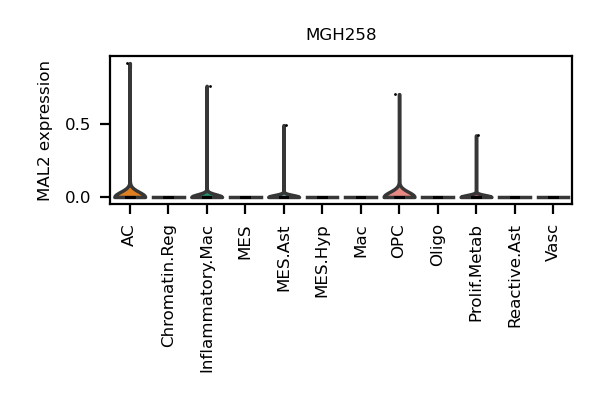 MGH258
MAL2 expression
0.5
0.0
AC
Chromatin.Reg
Inflammatory.Mac
MES
MES.Ast
MES.Hyp
Mac
OPC
Oligo
Prolif.Metab
Reactive.Ast
Vasc